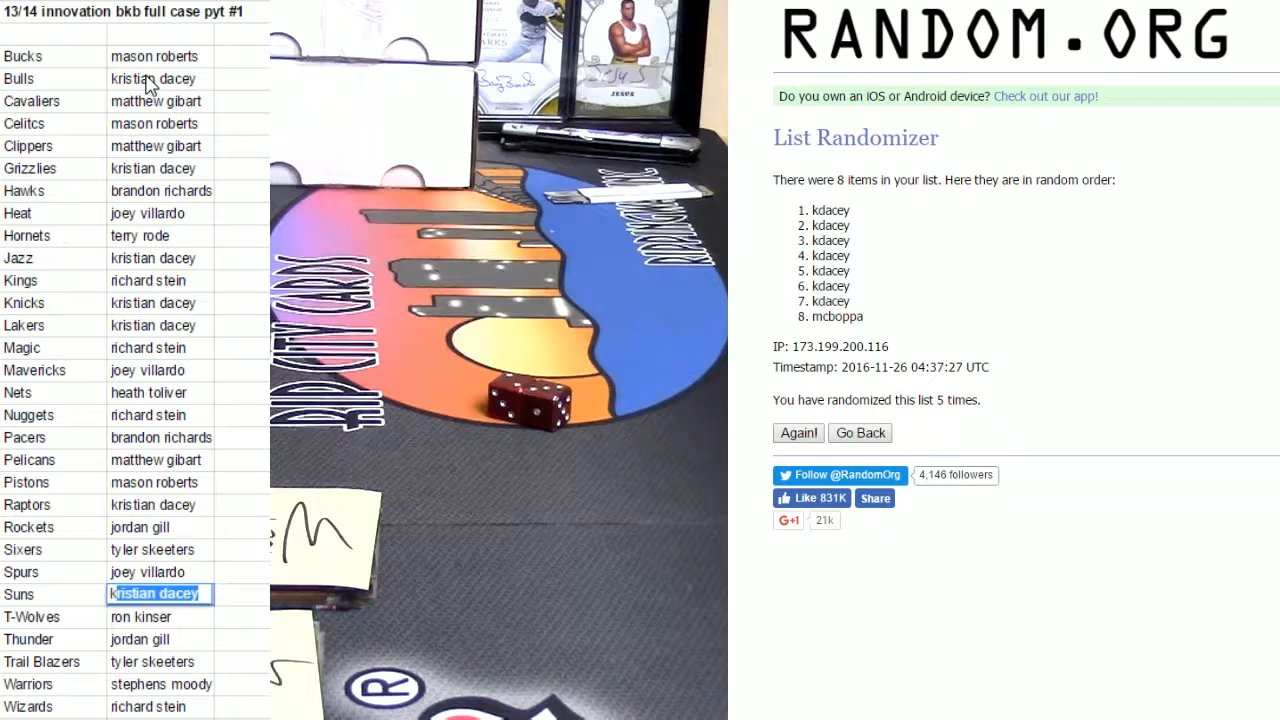 13/14 innovation bkb full case pyt #1
Bucks mason roberts
Bulls kristian dacey
Cavaliers matthew gibart
Celitcs mason roberts
Clippers matthew gibart
Grizzlies kristian dacey
Hawks brandon richards
Heat joey villardo
Hornets terry rode
Jazz kristian dacey
Kings richard stein
Knicks kristian dacey
Lakers kristian dacey
Magic richard stein
Mavericks joey villardo
Nets heath toliver
Nuggets richard stein
Pacers brandon richards
Pelicans matthew gibart
Pistons mason roberts
Raptors kristian dacey
Rockets jordan gill
Sixers tyler skeeters
Spurs joey villardo
Suns kristian dacey
T-Wolves ron kinser
Thunder jordan gill
Trail Blazers tyler skeeters
Warriors stephens moody
Wizards richard stein
JESUS
RIP CITY CARDS
®
RANDOM.ORG
Do you own an iOS or Android device? Check out our app!
List Randomizer
There were 8 items in your list. Here they are in random order:
1. kdacey
2. kdacey
3. kdacey
4. kdacey
5. kdacey
6. kdacey
7. kdacey
8. mcboppa
IP: 173.199.200.116
Timestamp: 2016-11-26 04:37:27 UTC
You have randomized this list 5 times.
Again! Go Back
Follow @RandomOrg 4,146 followers
Like 831K Share
G+1 21k